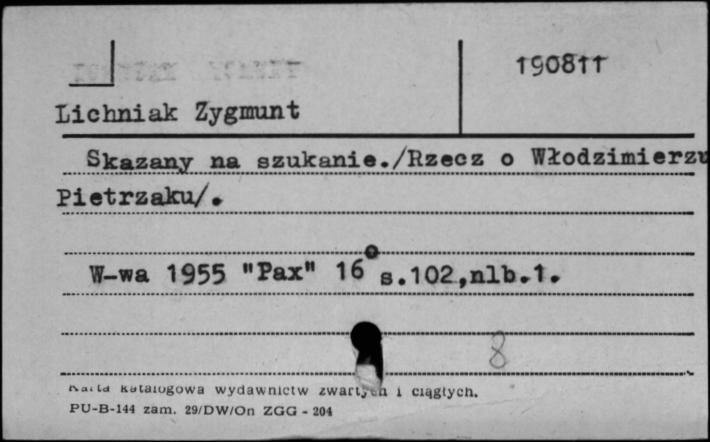 190811
Lichniak Zygmunt
Skazany na szukanie./Rzecz o Włodzimierzu
Pietrzaku/.
W-wa 1955 "Pax" 16° s.102,nlb.1.
8
Karta katalogowa wydawnictw zwartych i ciągłych.
PU-B-144 zam. 29/DW/On ZGG - 204